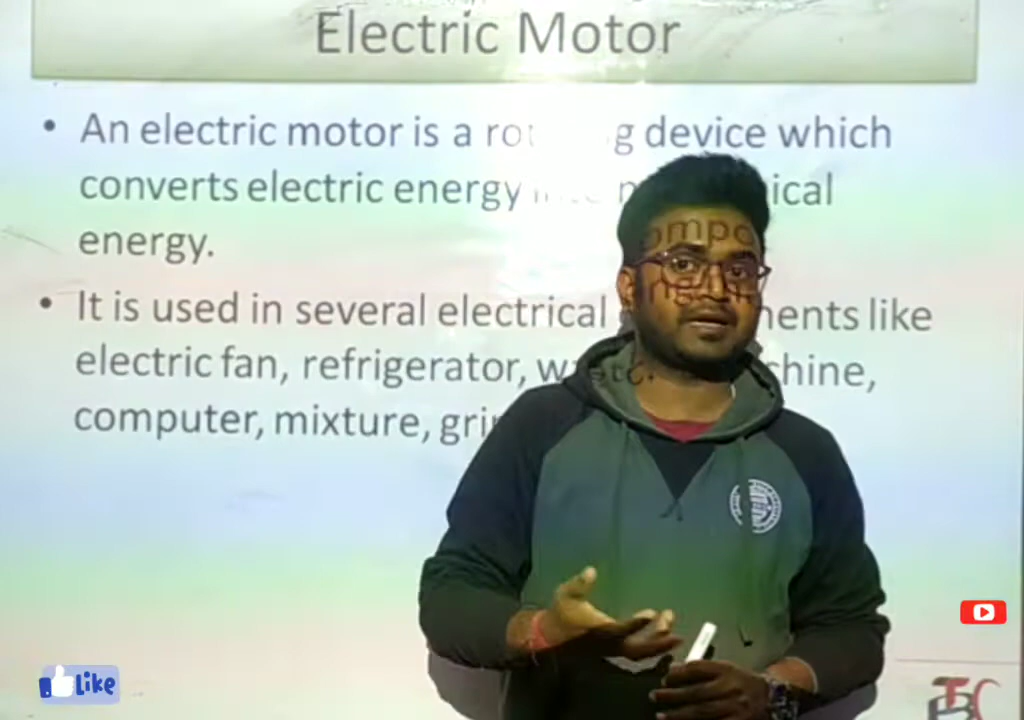 Electric Motor
• An electric motor is a g device which
converts electric energy ical
energy.
• It is used in several electrical nents like
electric fan, refrigerator, chine,
computer, mixture,
Like